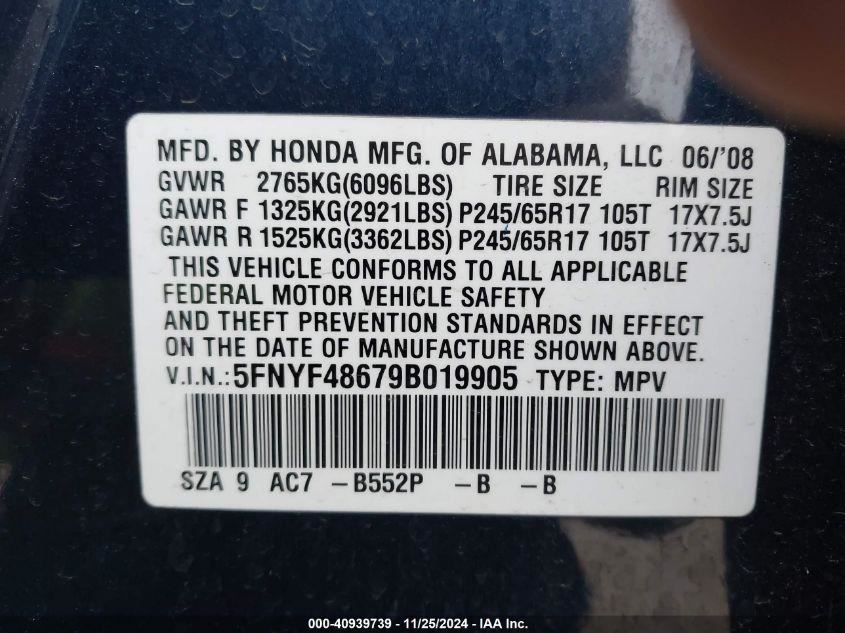 MFD. BY HONDA MFG. OF ALABAMA, LLC 06/'08
GVWR 2765KG(6096LBS) TIRE SIZE RIM SIZE
GAWR F 1325KG(2921LBS) P245/65R17 105T 17X7.5J
GAWR R 1525KG(3362LBS) P245/65R17 105T 17X7.5J
THIS VEHICLE CONFORMS TO ALL APPLICABLE
FEDERAL MOTOR VEHICLE SAFETY
AND THEFT PREVENTION STANDARDS IN EFFECT
ON THE DATE OF MANUFACTURE SHOWN ABOVE.
V.I.N.:5FNYF48679B019905 TYPE: MPV
SZA 9 AC7 –B552P –B –B
000-40939739 - 11/25/2024 - IAA Inc.